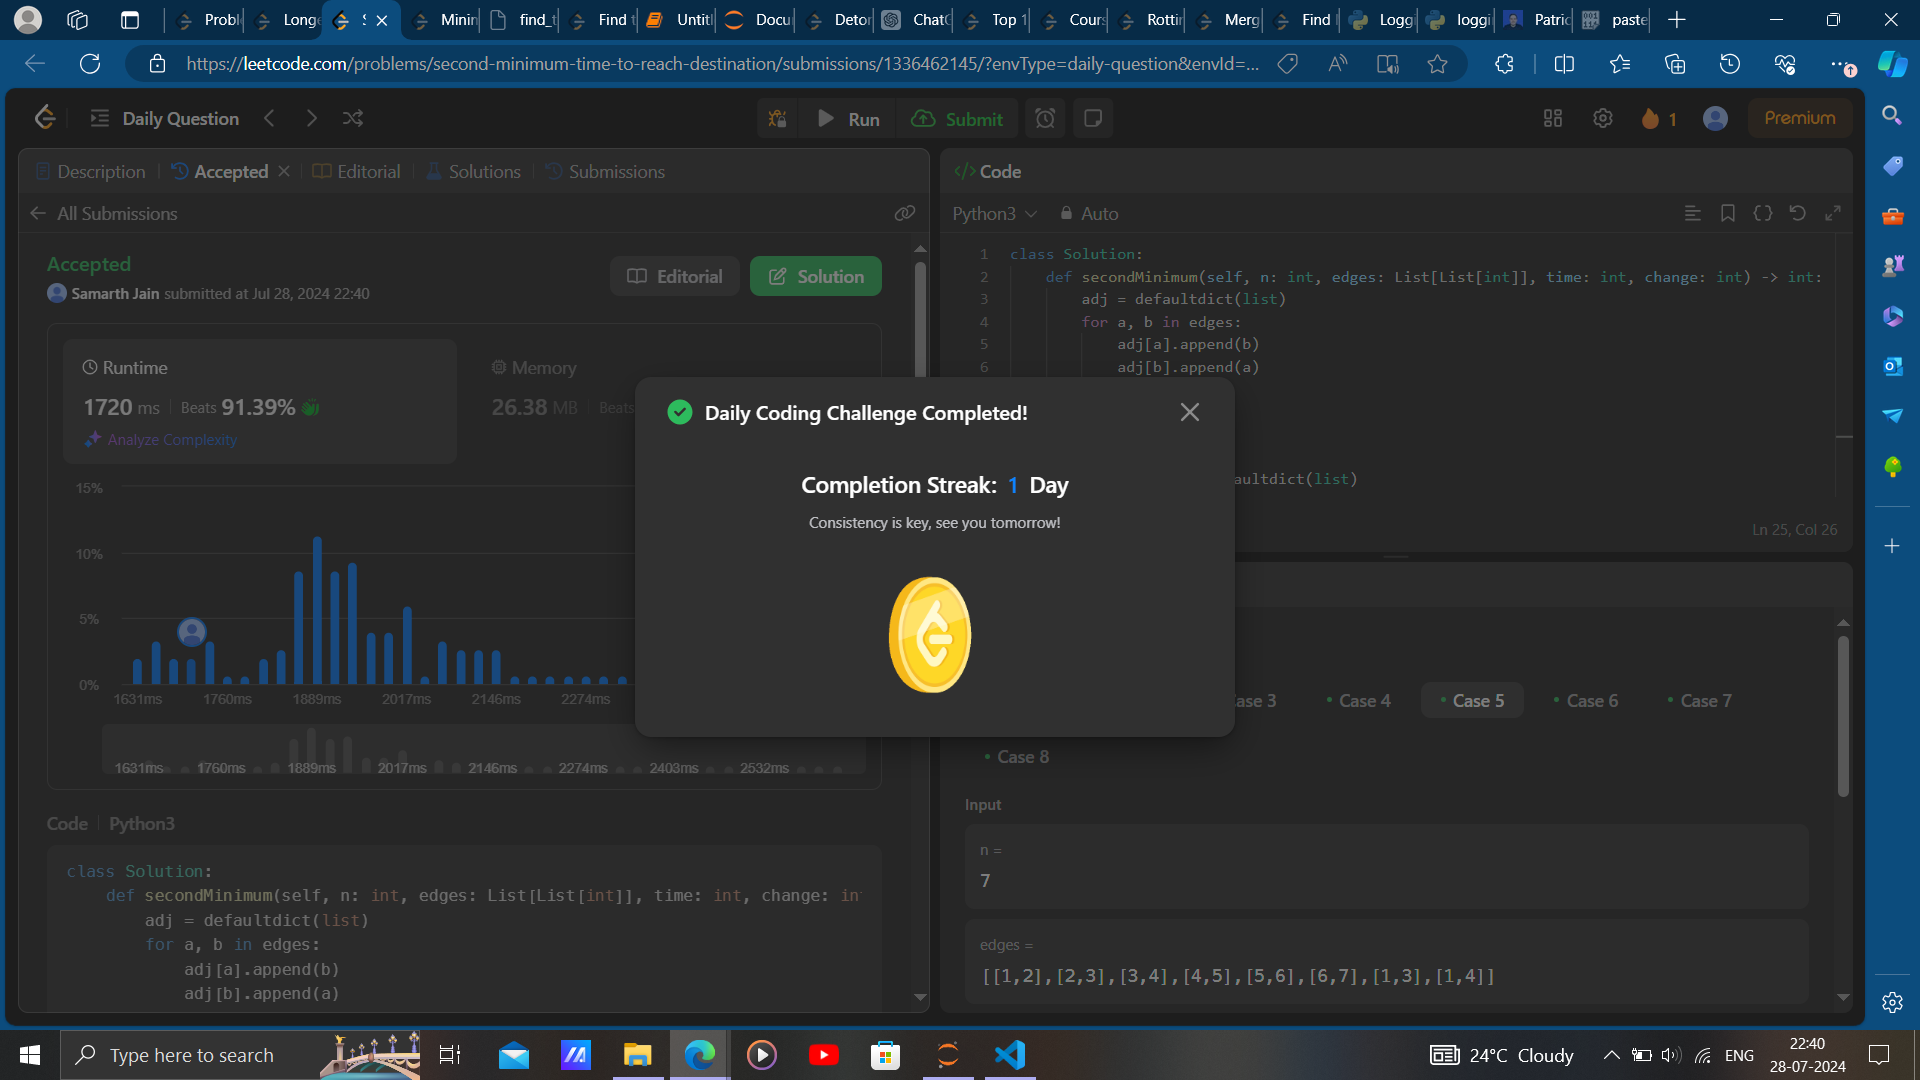 Probl
Longe
S
Minin
find_t
Find t
Untitl
Docu
Deton
ChatC
Top 1
Cours
Rottir
Merg
Find l
Loggi
loggin
Patric
paste
https://leetcode.com/problems/second-minimum-time-to-reach-destination/submissions/1336462145/?envType=daily-question&envId=...
Daily Question
Run
Submit
1
Premium
Description
Accepted
Editorial
Solutions
Submissions
All Submissions
Accepted
Samarth Jain submitted at Jul 28, 2024 22:40
Editorial
Solution
Runtime
1720 ms
Beats 91.39%
Analyze Complexity
Memory
26.38 MB
Beats
15%
10%
5%
0%
1631ms 1760ms 1889ms 2017ms 2146ms 2274ms
1631ms 1760ms 1889ms 2017ms 2146ms 2274ms 2403ms 2532ms
Code
Python3
class Solution:
def secondMinimum(self, n: int, edges: List[List[int]], time: int, change: in
adj = defaultdict(list)
for a, b in edges:
adj[a].append(b)
adj[b].append(a)
Daily Coding Challenge Completed!
Completion Streak: 1 Day
Consistency is key, see you tomorrow!
</> Code
Python3
Auto
1 class Solution:
2 def secondMinimum(self, n: int, edges: List[List[int]], time: int, change: int) -> int:
3 adj = defaultdict(list)
4 for a, b in edges:
5 adj[a].append(b)
6 adj[b].append(a)
aultdict(list)
Ln 25, Col 26
ase 3
Case 4
Case 5
Case 6
Case 7
Case 8
Input
n =
7
edges =
[[1,2],[2,3],[3,4],[4,5],[5,6],[6,7],[1,3],[1,4]]
Type here to search
24°C Cloudy
ENG
22:40
28-07-2024